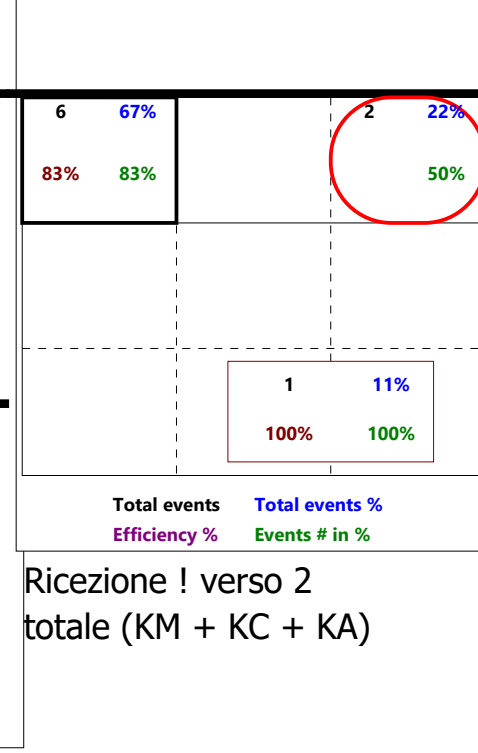 6 67% 2 22%
83% 83% 50%
1 11%
100% 100%
Total events Total events %
Efficiency % Events # in %
Ricezione ! verso 2
totale (KM + KC + KA)